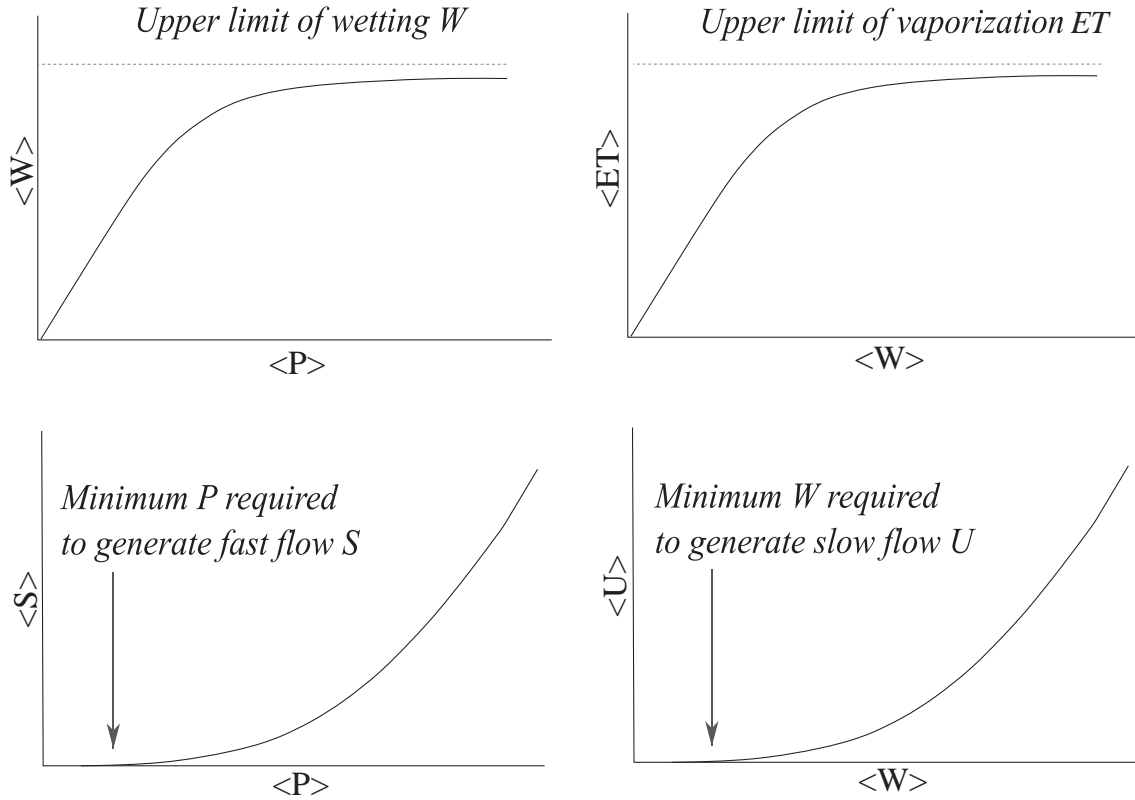 Upper limit of wetting W
<W>
<P>
Upper limit of vaporization ET
<ET>
<W>
Minimum P required
to generate fast flow S
<S>
<P>
Minimum W required
to generate slow flow U
<U>
<W>